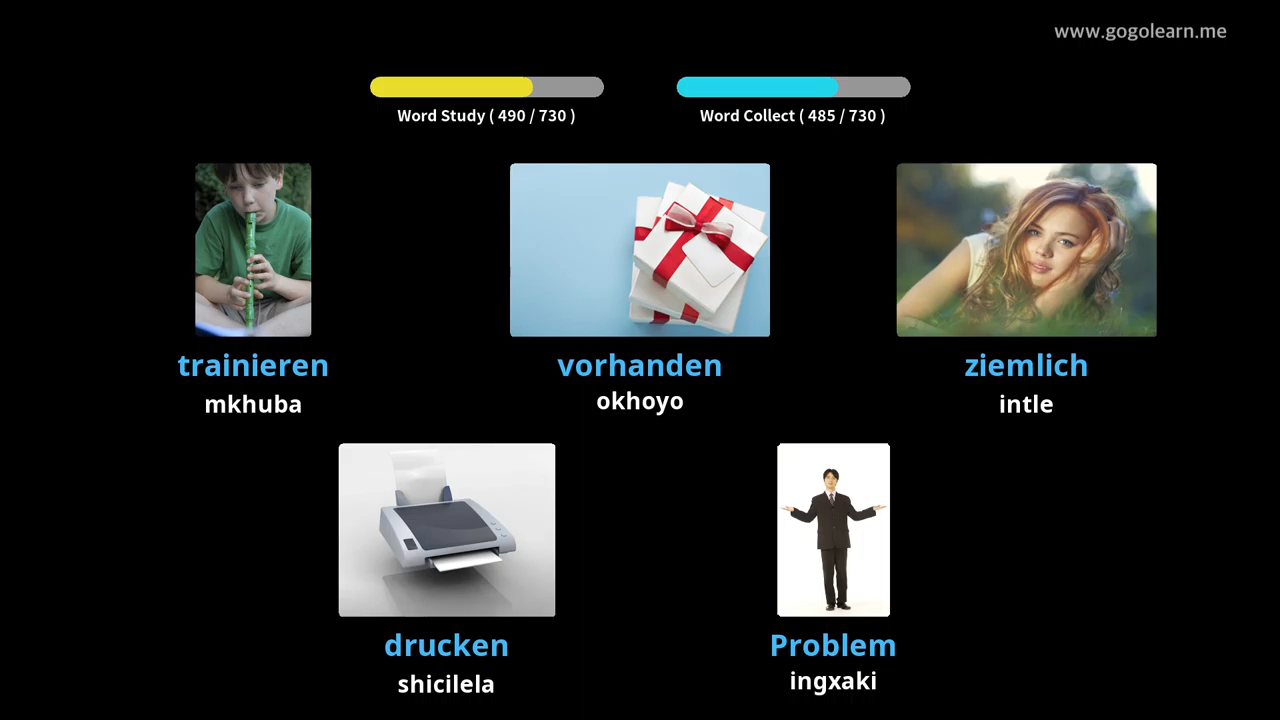 www.gogolearn.me
Word Study ( 490 / 730 )
Word Collect ( 485 / 730 )
trainieren
mkhuba
vorhanden
okhoyo
ziemlich
intle
drucken
shicilela
Problem
ingxaki